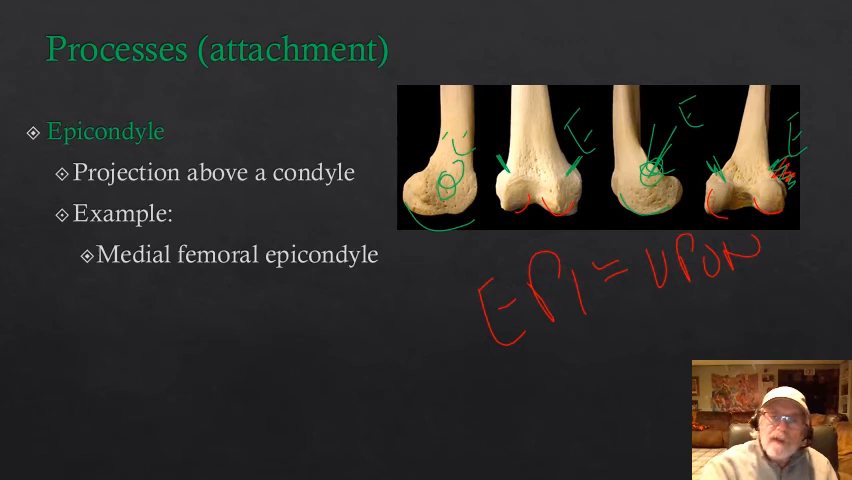 Processes (attachment)
Epicondyle
Projection above a condyle
Example:
Medial femoral epicondyle
E
E
E
EPI = UPON